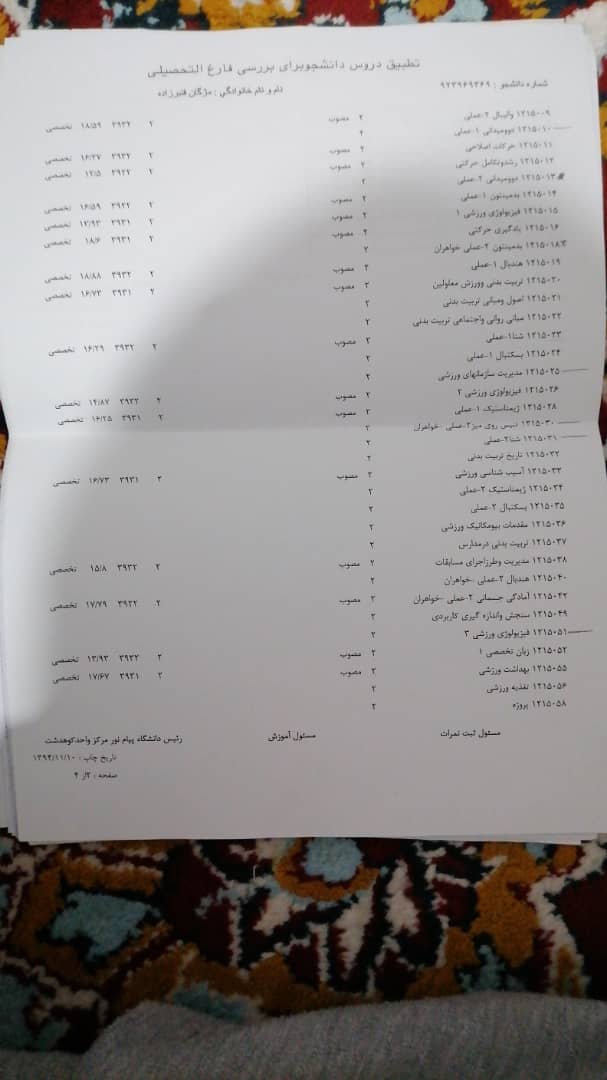 تطبیق دروس دانشجوبرای بررسی فارغ التحصیلی
شماره دانشجو : ۹۲۳۹۶۹۳۶۹ نام و نام خانوادگی : مژگان قنبرزاده
۱۲۱۵۰۰۹ والیبال ۲-عملی ۲ مصوب ۲ ۳۹۳۲ ۱۸/۵۹ تخصصی
۱۲۱۵۰۱۰ دوومیدانی ۱-عملی ۲
۱۲۱۵۰۱۱ حرکات اصلاحی ۲ مصوب ۲ ۳۹۳۲ ۱۶/۲۷ تخصصی
۱۲۱۵۰۱۲ رشدوتکامل حرکتی ۲ مصوب ۲ ۳۹۲۲ ۱۲/۵ تخصصی
۱۲۱۵۰۱۳ دوومیدانی ۲-عملی ۲
۱۲۱۵۰۱۴ بدمینتون ۱-عملی ۲ مصوب ۲ ۳۹۲۲ ۱۶/۵۹ تخصصی
۱۲۱۵۰۱۵ فیزیولوژی ورزشی ۱ ۲ مصوب ۲ ۳۹۳۱ ۱۲/۹۳ تخصصی
۱۲۱۵۰۱۶ یادگیری حرکتی ۲ مصوب ۲ ۳۹۳۱ ۱۸/۶ تخصصی
۱۲۱۵۰۱۸ بدمینتون ۲-عملی خواهران ۲
۱۲۱۵۰۱۹ هندبال ۱-عملی ۲ مصوب ۲ ۳۹۳۲ ۱۸/۸۸ تخصصی
۱۲۱۵۰۲۰ تربیت بدنی وورزش معلولین ۲ مصوب ۲ ۳۹۳۱ ۱۶/۷۳ تخصصی
۱۲۱۵۰۲۱ اصول ومبانی تربیت بدنی ۲
۱۲۱۵۰۲۲ مبانی روانی واجتماعی تربیت بدنی ۲
۱۲۱۵۰۲۳ شنا۱-عملی ۲ مصوب ۲ ۳۹۳۲ ۱۶/۲۹ تخصصی
۱۲۱۵۰۲۴ بسکتبال ۱-عملی ۲
۱۲۱۵۰۲۵ مدیریت سازمانهای ورزشی ۲
۱۲۱۵۰۲۶ فیزیولوژی ورزشی ۲ ۲ مصوب ۲ ۳۹۳۲ ۱۴/۸۷ تخصصی
۱۲۱۵۰۲۸ ژیمناستیک ۱-عملی ۲ مصوب ۲ ۳۹۳۱ ۱۶/۲۵ تخصصی
۱۲۱۵۰۳۰ تنیس روی میز۲-عملی -خواهران ۲
۱۲۱۵۰۳۱ شنا۲-عملی ۲
۱۲۱۵۰۳۲ تاریخ تربیت بدنی ۲
۱۲۱۵۰۳۳ آسیب شناسی ورزشی ۲ مصوب ۲ ۳۹۳۱ ۱۶/۷۳ تخصصی
۱۲۱۵۰۳۴ ژیمناستیک ۲-عملی ۲
۱۲۱۵۰۳۵ بسکتبال ۲-عملی ۲
۱۲۱۵۰۳۶ مقدمات بیومکانیک ورزشی ۲
۱۲۱۵۰۳۷ تربیت بدنی درمدارس ۲
۱۲۱۵۰۳۸ مدیریت وطرزاجرای مسابقات ۲ مصوب ۲ ۳۹۳۲ ۱۵/۸ تخصصی
۱۲۱۵۰۴۰ هندبال ۲-عملی -خواهران ۲
۱۲۱۵۰۴۲ آمادگی جسمانی ۲-عملی -خواهران ۲ مصوب ۲ ۳۹۲۲ ۱۷/۷۹ تخصصی
۱۲۱۵۰۴۹ سنجش واندازه گیری کاربردی ۲
۱۲۱۵۰۵۱ فیزیولوژی ورزشی ۳ ۲
۱۲۱۵۰۵۲ زبان تخصصی ۱ ۲ مصوب ۲ ۳۹۳۲ ۱۳/۹۳ تخصصی
۱۲۱۵۰۵۵ بهداشت ورزشی ۲ مصوب ۲ ۳۹۳۱ ۱۷/۶۷ تخصصی
۱۲۱۵۰۵۶ تغذیه ورزشی ۲
۱۲۱۵۰۵۸ پروژه ۲
مسئول ثبت نمرات مسئول آموزش رئیس دانشگاه پیام نور مرکز واحدکوهدشت
تاریخ چاپ : ۱۳۹۴/۱۱/۱۰
صفحه : ۲از ۴